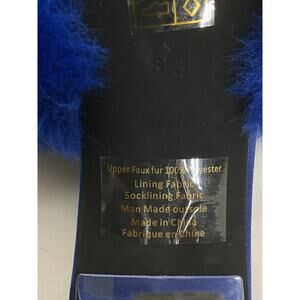 8.5
Upper Faux fur 100% Polyester
Lining Fabric
Socklining Fabric
Man Made outsole
Made in China
Fabrique en Chine